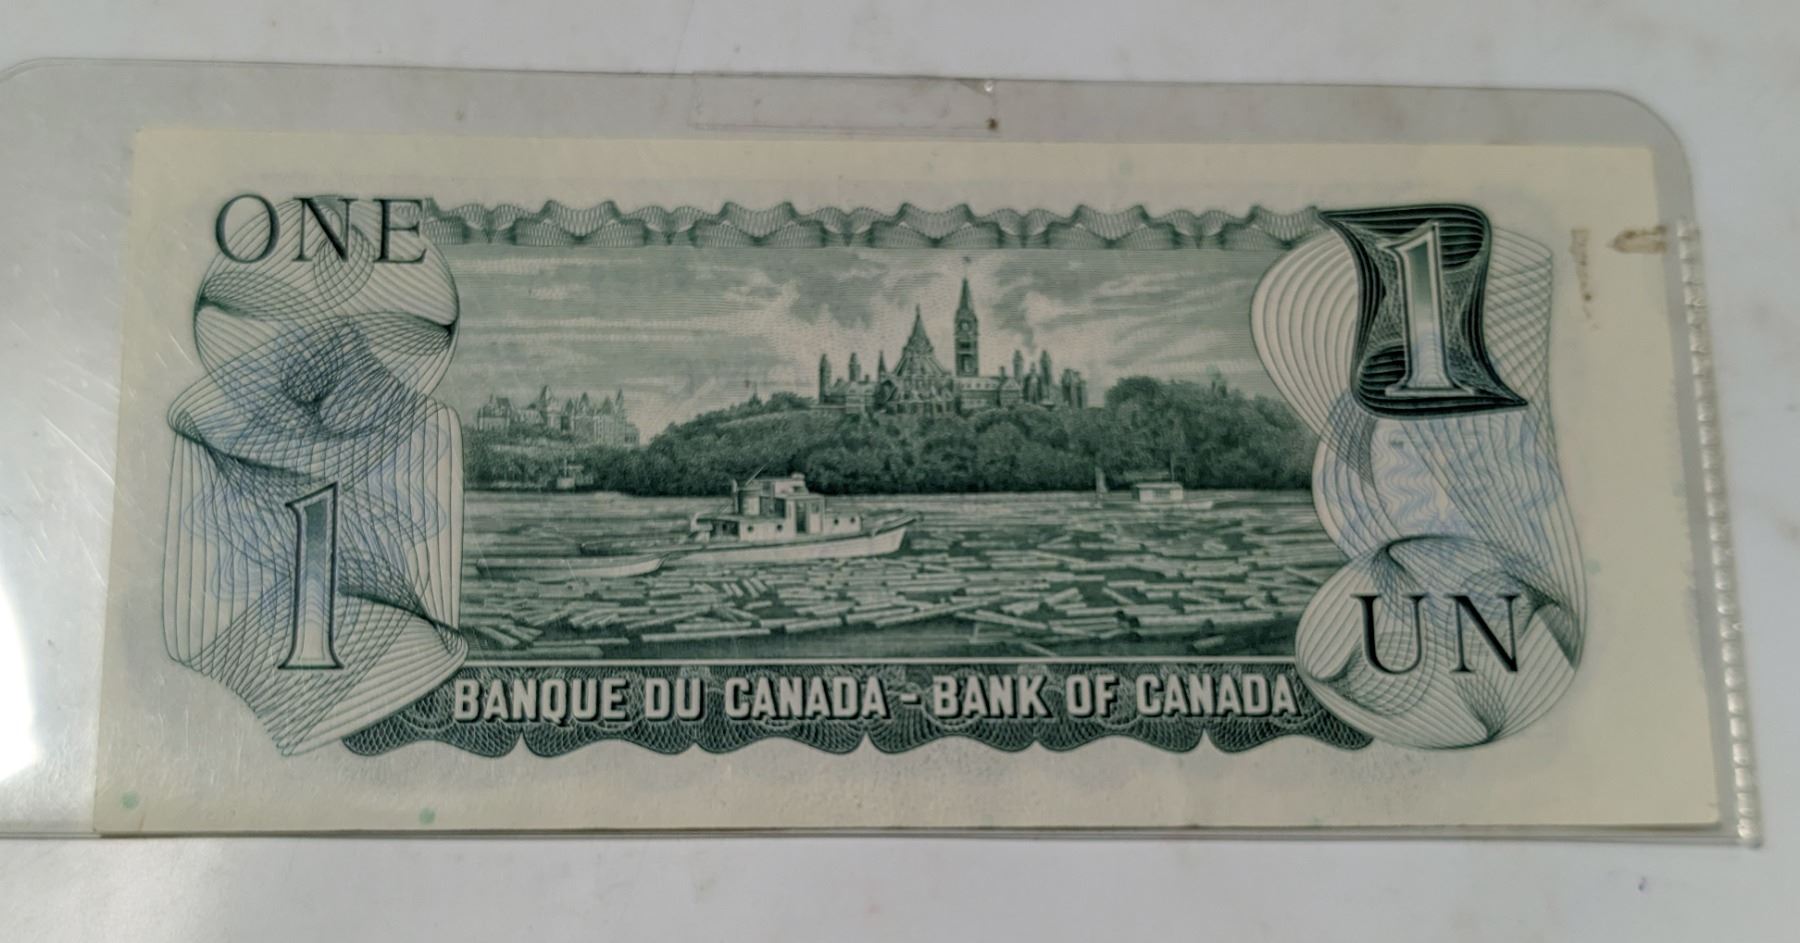 ONE
1
1
UN
BANQUE DU CANADA - BANK OF CANADA